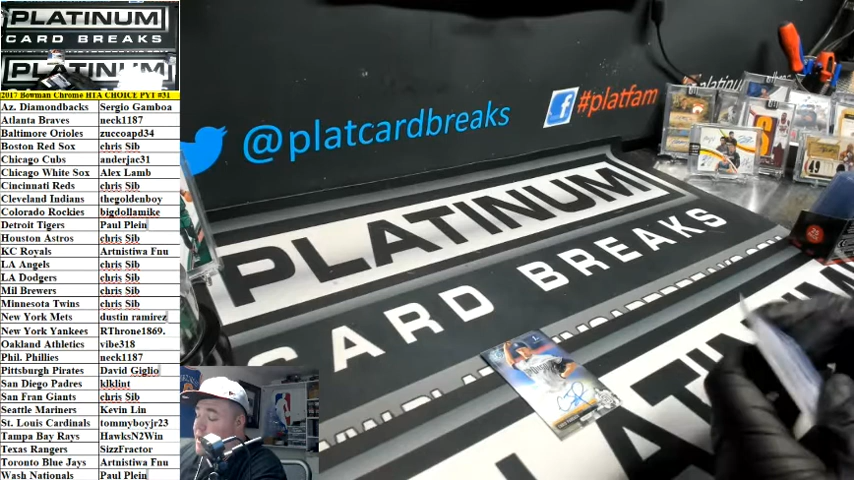 PLATINUM
CARD BREAKS
PLATINUM
2017 Bowman Chrome HTA CHOICE PYT #31
Az. Diamondbacks Sergio Gamboa
Atlanta Braves neck1187
Baltimore Orioles zuccoapd34
Boston Red Sox chris Sib
Chicago Cubs anderjac31
Chicago White Sox Alex Lamb
Cincinnati Reds chris Sib
Cleveland Indians thegoldenboy
Colorado Rockies bigdollamike
Detroit Tigers Paul Plein
Houston Astros chris Sib
KC Royals Artnistiwa Fnu
LA Angels chris Sib
LA Dodgers chris Sib
Mil Brewers chris Sib
Minnesota Twins chris Sib
New York Mets dustin ramirez
New York Yankees RThrone1869.
Oakland Athletics vibe318
Phil. Phillies neck1187
Pittsburgh Pirates David Giglio
San Diego Padres klklint
San Fran Giants chris Sib
Seattle Mariners Kevin Lin
St. Louis Cardinals tommyboyjr23
Tampa Bay Rays HawksN2Win
Texas Rangers SizzFractor
Toronto Blue Jays Artnistiwa Fnu
Wash Nationals Paul Plein
@platcardbreaks
f #platfam
platinum
PLATINUM
CARD BREAKS